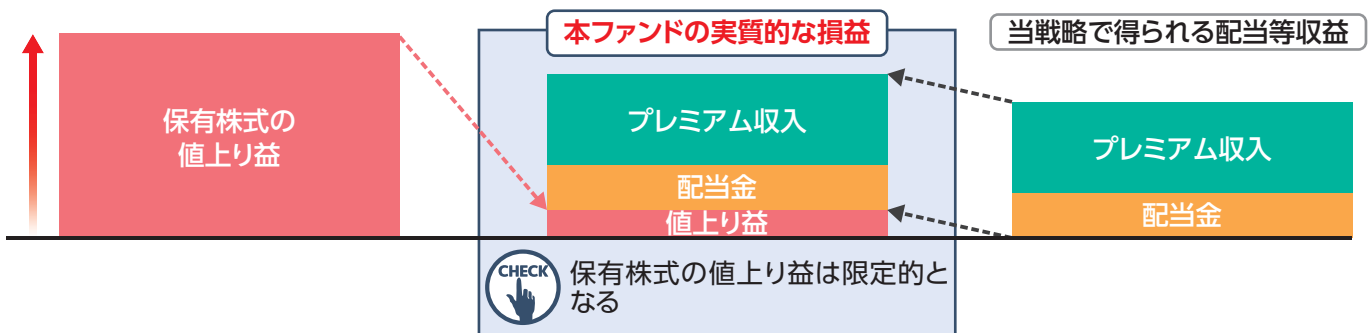 保有株式の
値上り益
本ファンドの実質的な損益
プレミアム収入
配当金
値上り益
CHECK
保有株式の値上り益は限定的と
なる
当戦略で得られる配当等収益
プレミアム収入
配当金